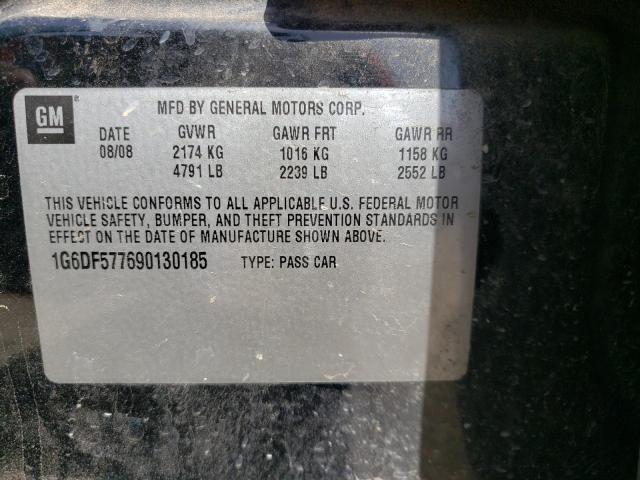 GM ®
MFD BY GENERAL MOTORS CORP.
DATE GVWR GAWR FRT GAWR RR
08/08 2174 KG 1016 KG 1158 KG
4791 LB 2239 LB 2552 LB
THIS VEHICLE CONFORMS TO ALL APPLICABLE U.S. FEDERAL MOTOR
VEHICLE SAFETY, BUMPER, AND THEFT PREVENTION STANDARDS IN
EFFECT ON THE DATE OF MANUFACTURE SHOWN ABOVE.
1G6DF577690130185 TYPE: PASS CAR